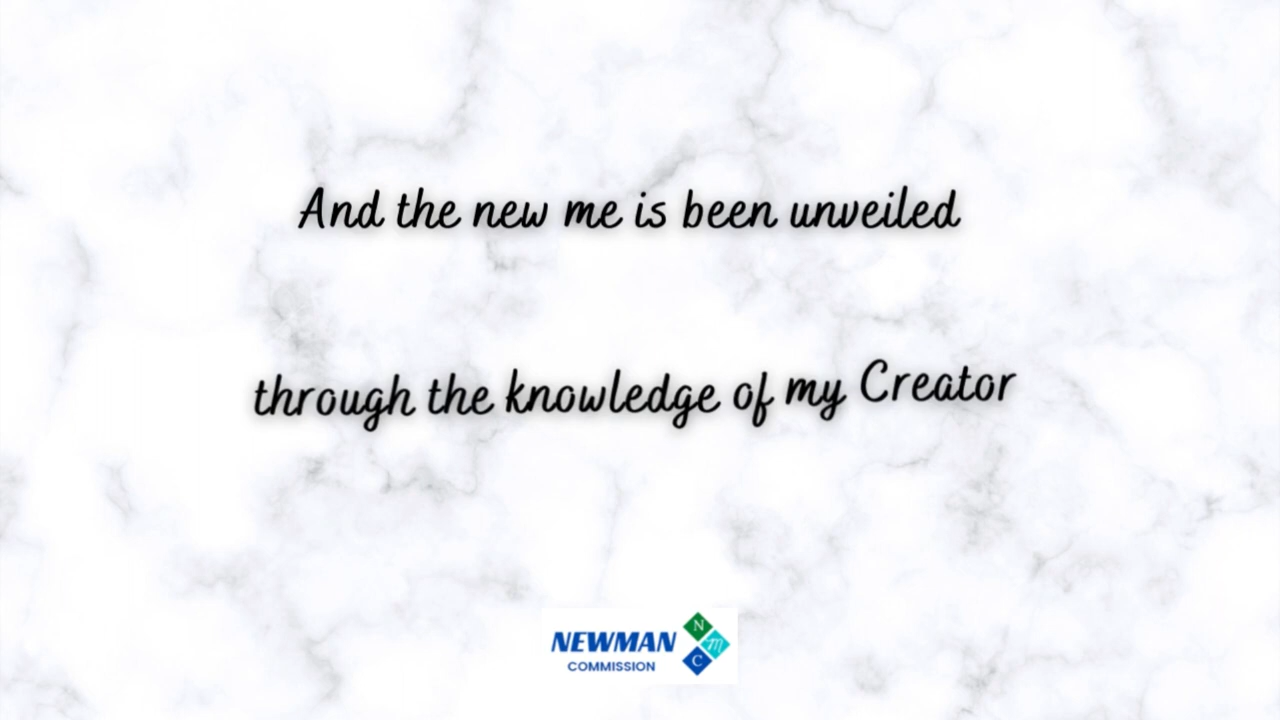 And the new me is been unveiled
through the knowledge of my Creator
NEWMAN
COMMISSION
N
m
C